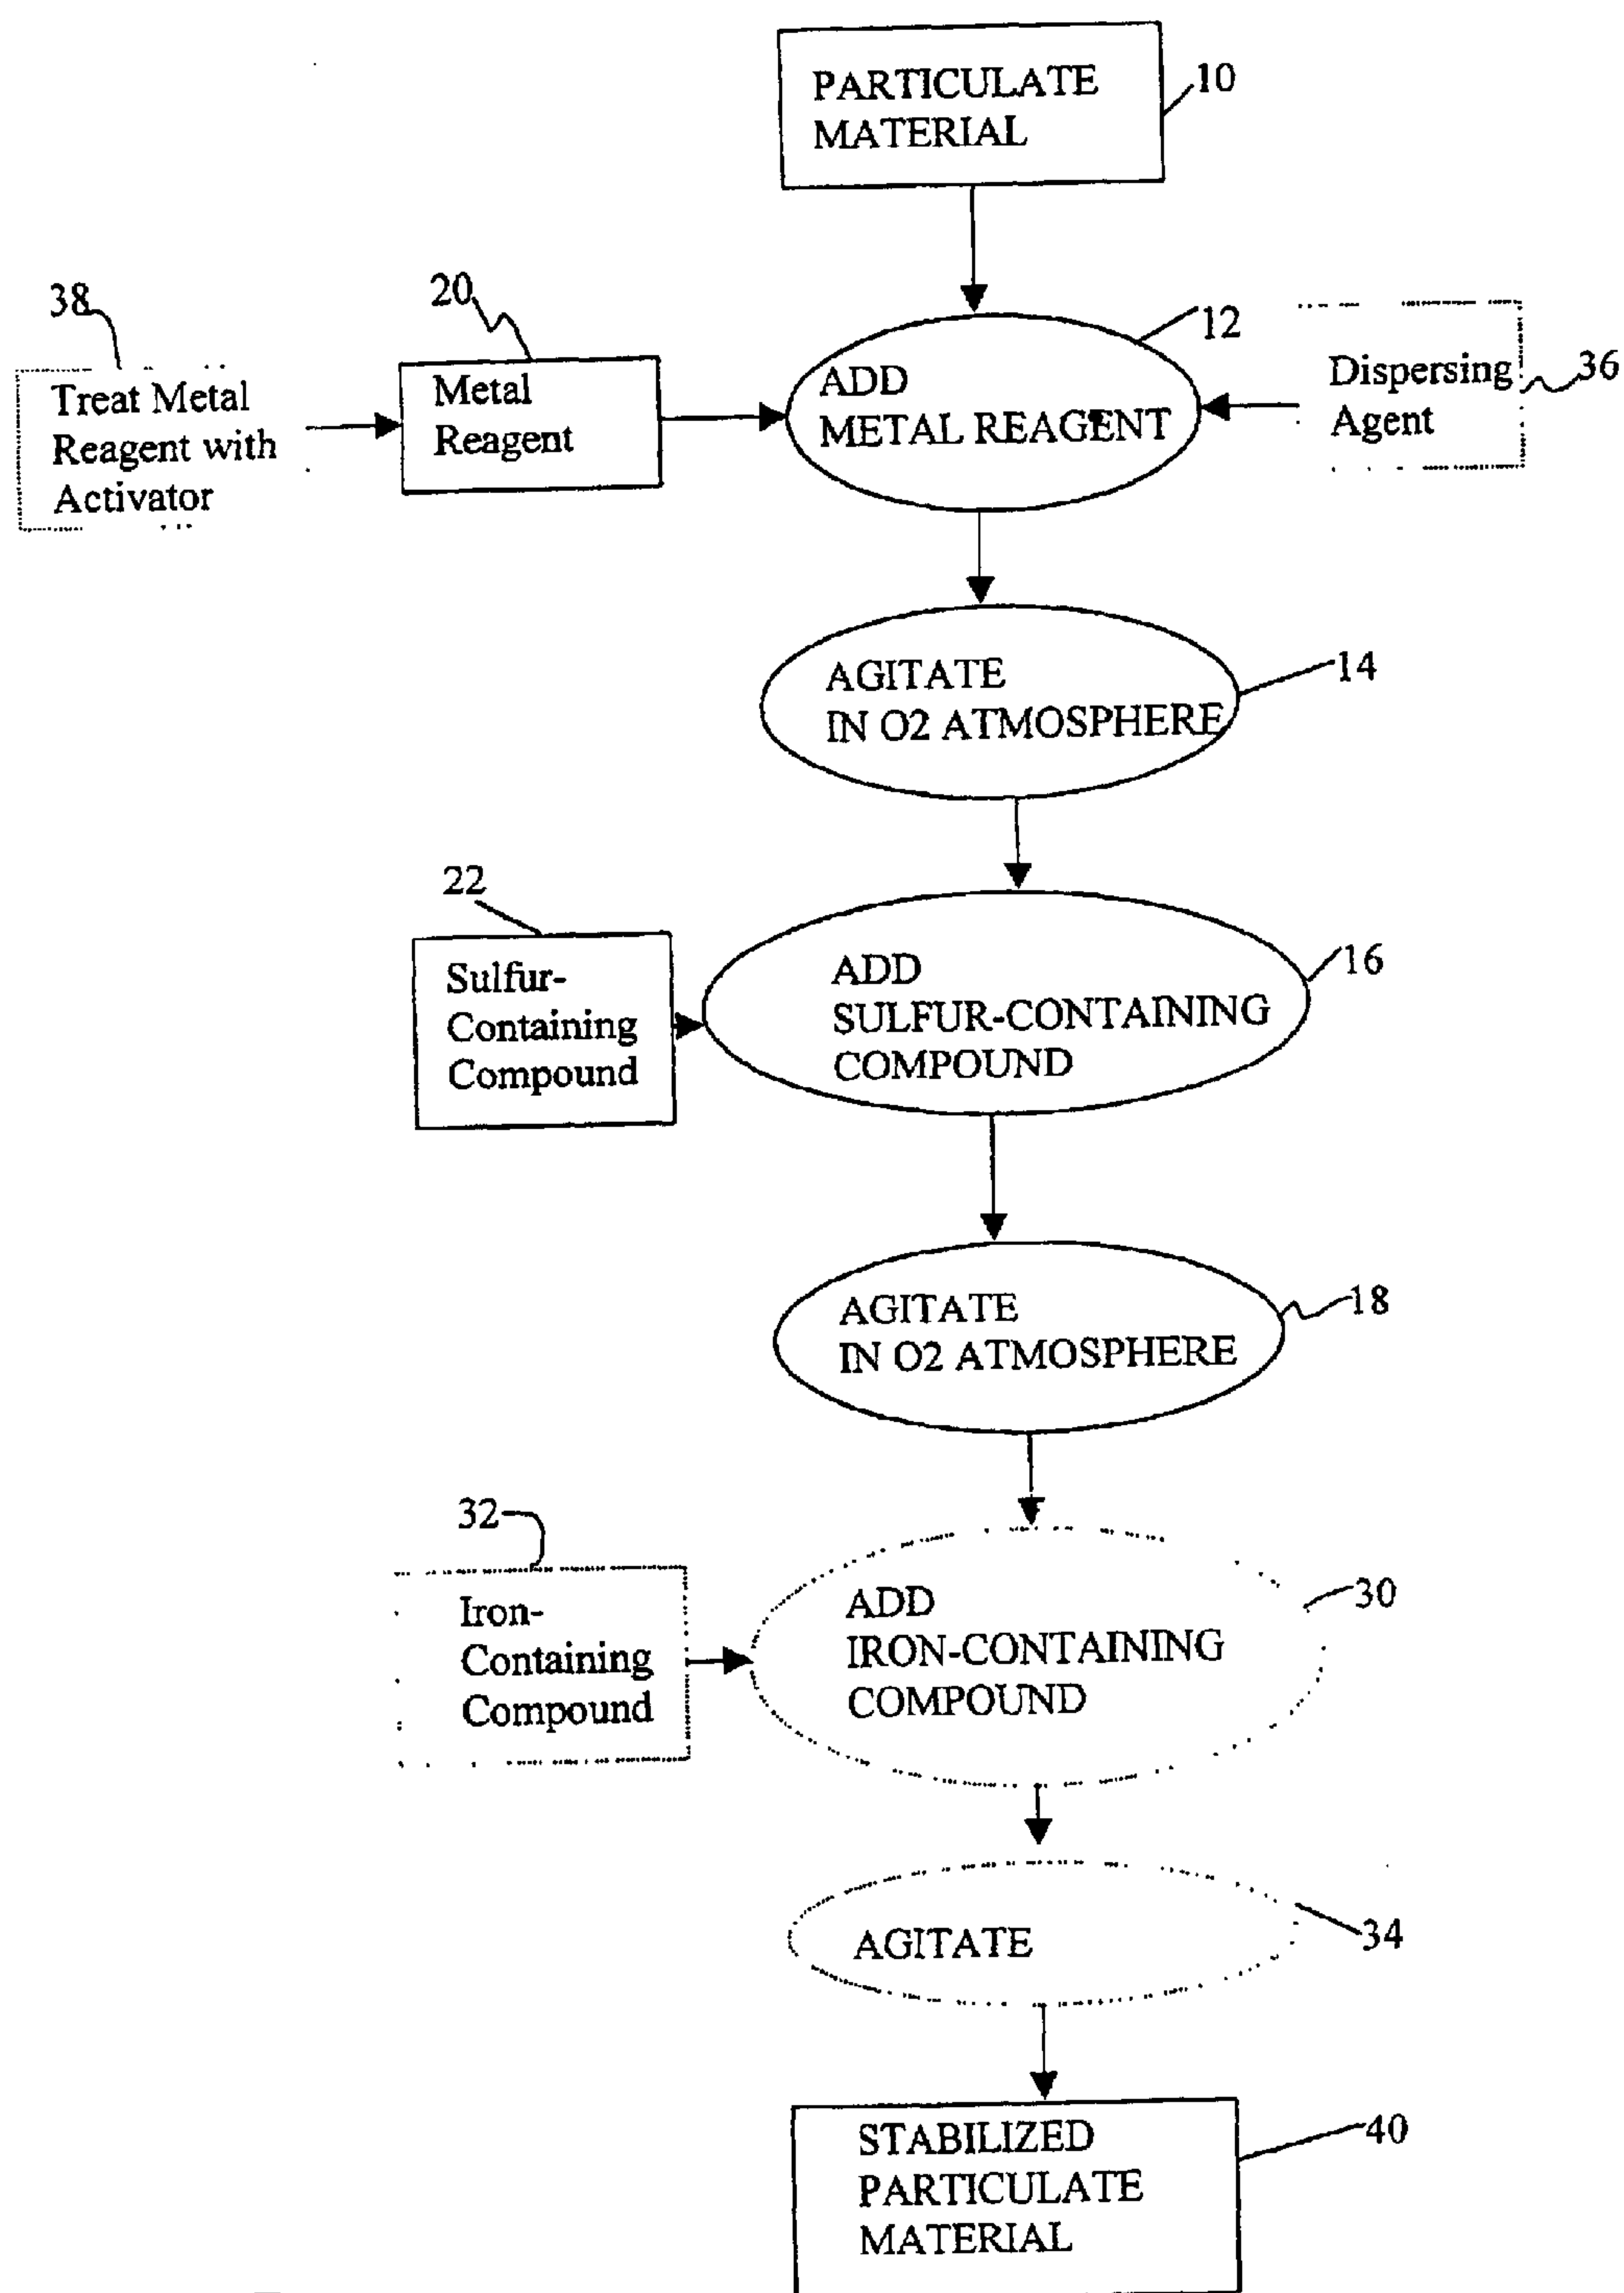 PARTICULATE
MATERIAL
10
38
20
12
Treat Metal
Reagent with
Activator
Metal
Reagent
ADD
METAL REAGENT
Dispersing
Agent
36
AGITATE
IN O2 ATMOSPHERE
14
22
Sulfur-
Containing
Compound
ADD
SULFUR-CONTAINING
COMPOUND
16
AGITATE
IN O2 ATMOSPHERE
18
32
Iron-
Containing
Compound
ADD
IRON-CONTAINING
COMPOUND
30
AGITATE
34
STABILIZED
PARTICULATE
MATERIAL
40